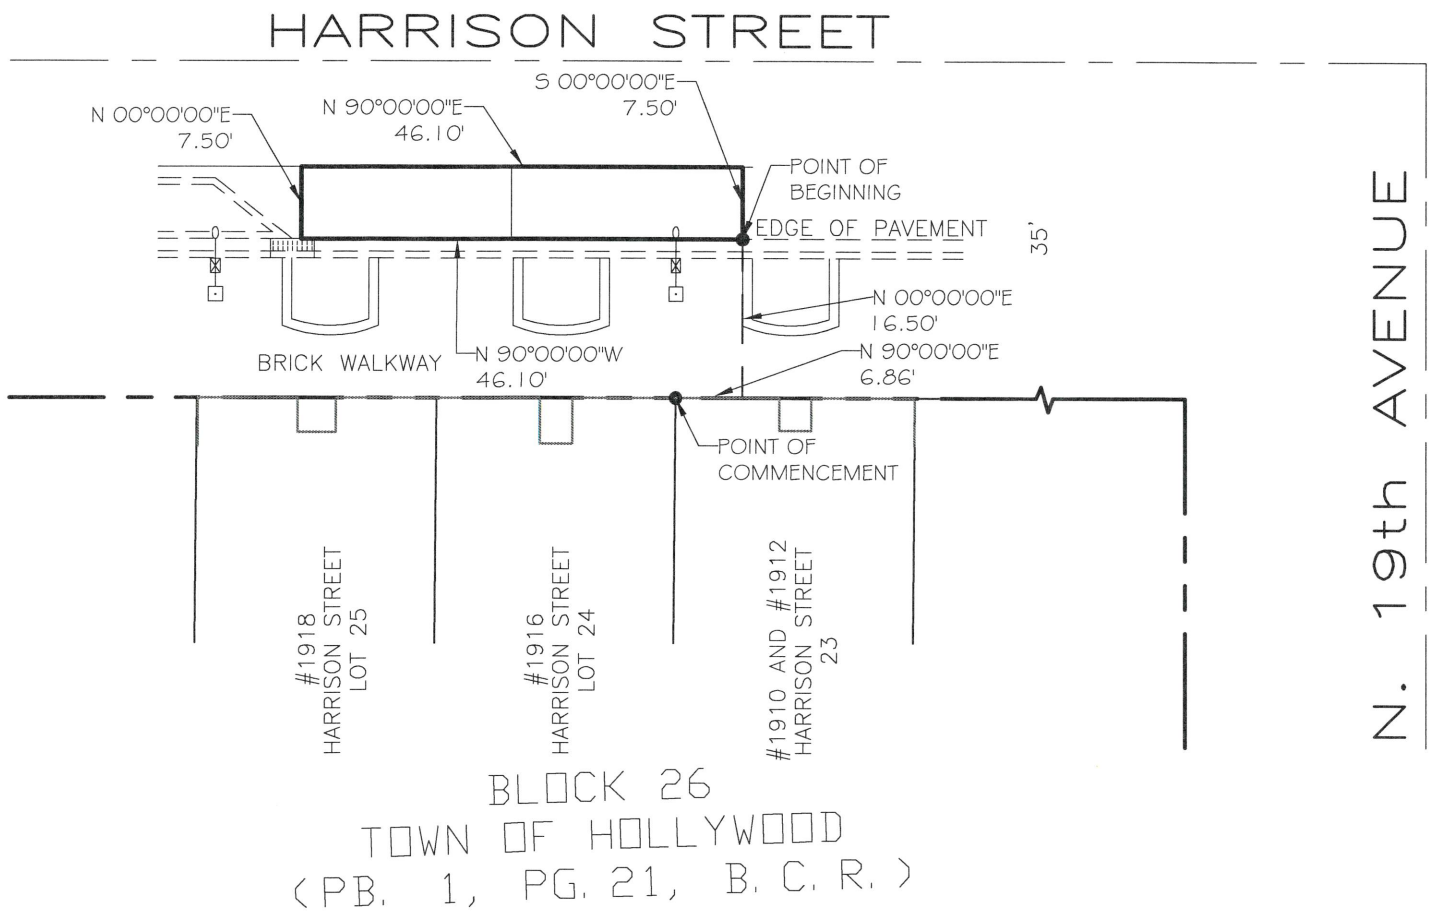 HARRISON STREET
N 00°00'00"E
7.50'
N 90°00'00"E
46.10'
S 00°00'00"E
7.50'
POINT OF
BEGINNING
EDGE OF PAVEMENT
35'
N 00°00'00"E
16.50'
N 90°00'00"E
6.86'
BRICK WALKWAY
N 90°00'00"W
46.10'
POINT OF
COMMENCEMENT
#1918
HARRISON STREET
LOT 25
#1916
HARRISON STREET
LOT 24
#1910 AND #1912
HARRISON STREET
23
N. 19th AVENUE
BLOCK 26
TOWN OF HOLLYWOOD
(PB. 1, PG. 21, B.C.R.)